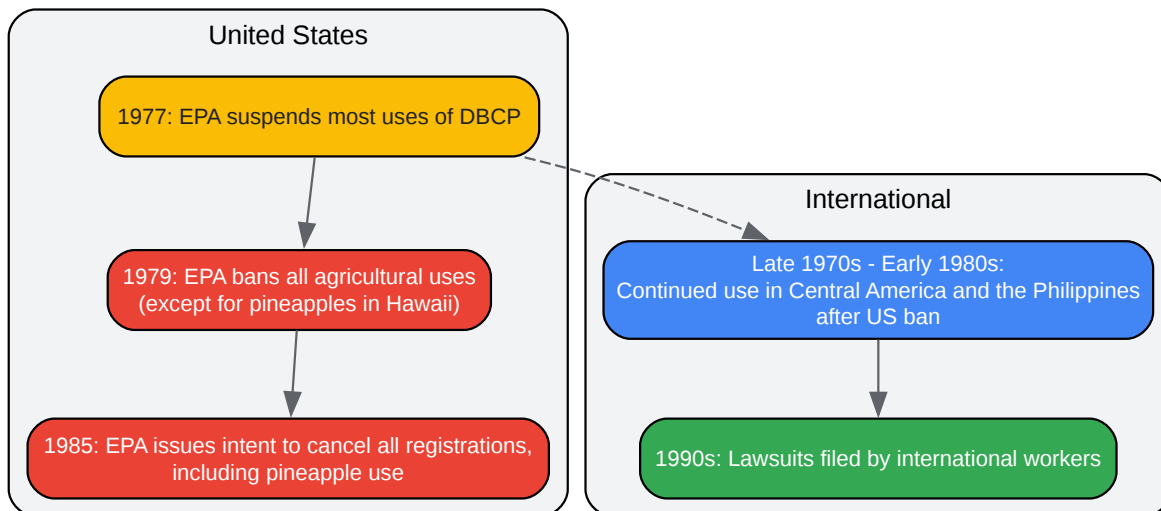 United States
1977: EPA suspends most uses of DBCP
1979: EPA bans all agricultural uses
(except for pineapples in Hawaii)
1985: EPA issues intent to cancel all registrations,
including pineapple use
International
Late 1970s - Early 1980s:
Continued use in Central America and the Philippines
after US ban
1990s: Lawsuits filed by international workers